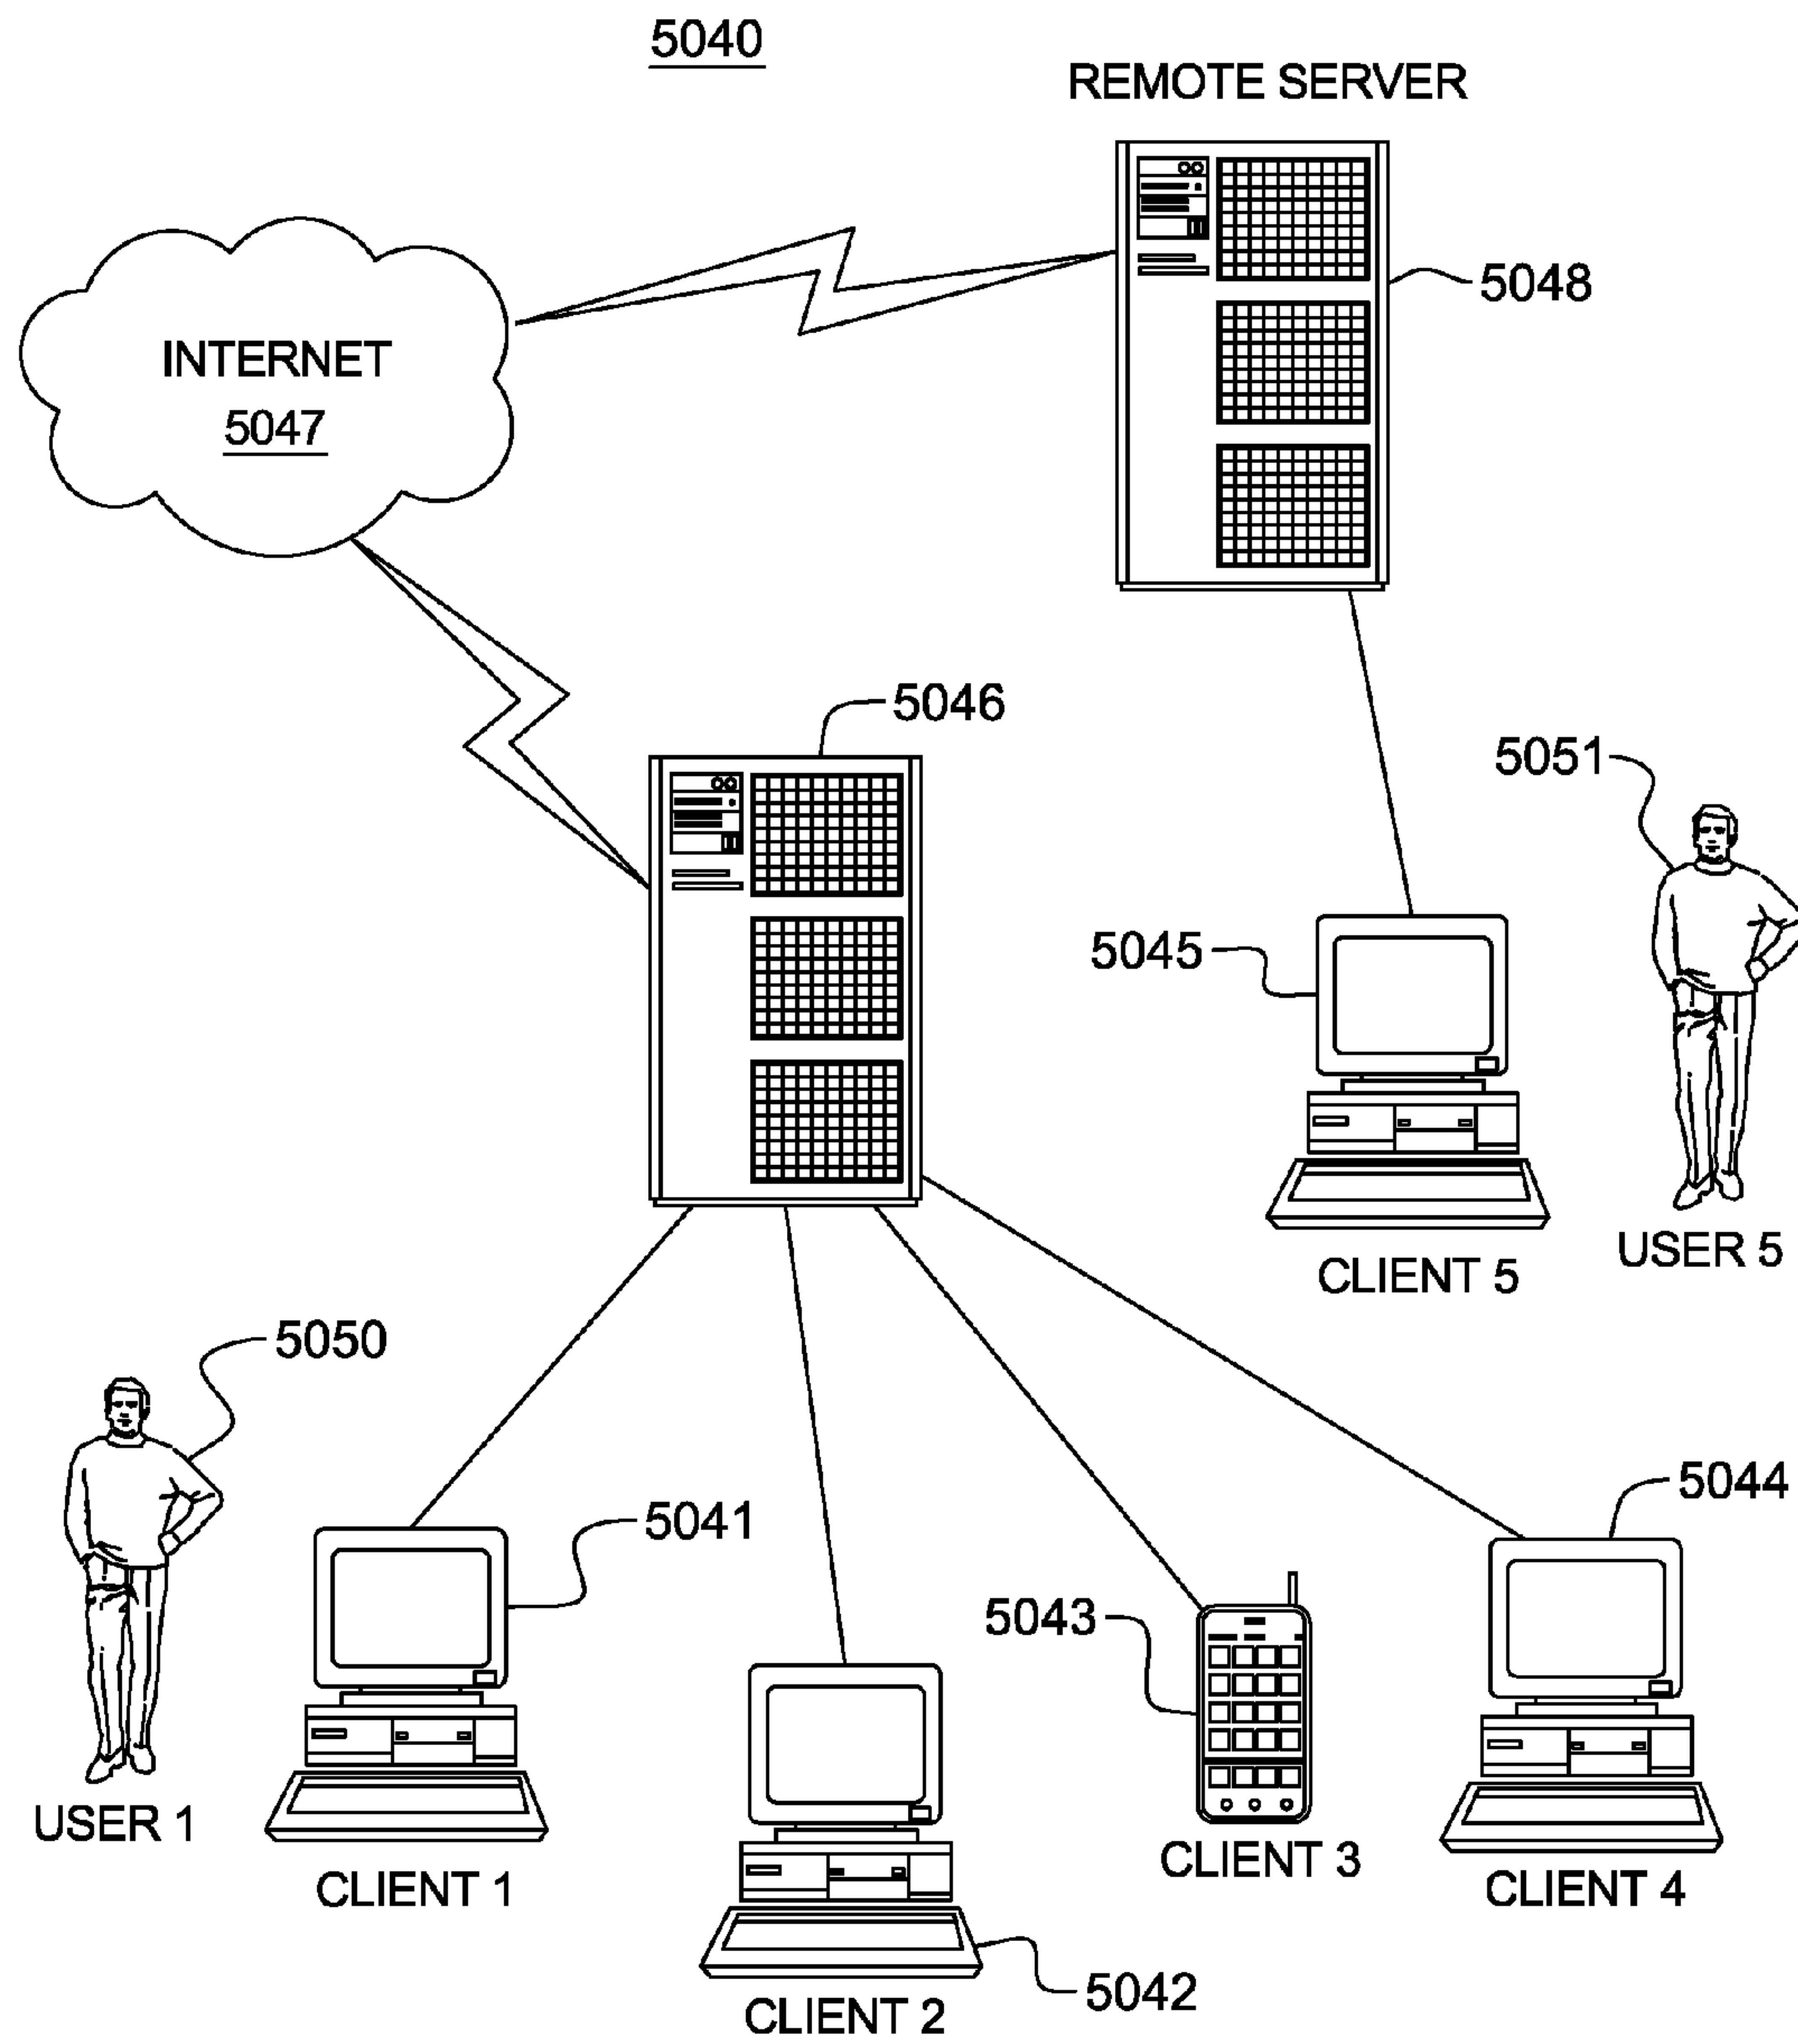 5040
REMOTE SERVER
5048
INTERNET
5047
5046
5051
5045
USER 5
CLIENT 5
5050
5044
5041
5043
USER 1
CLIENT 1
CLIENT 3
CLIENT 4
5042
CLIENT 2